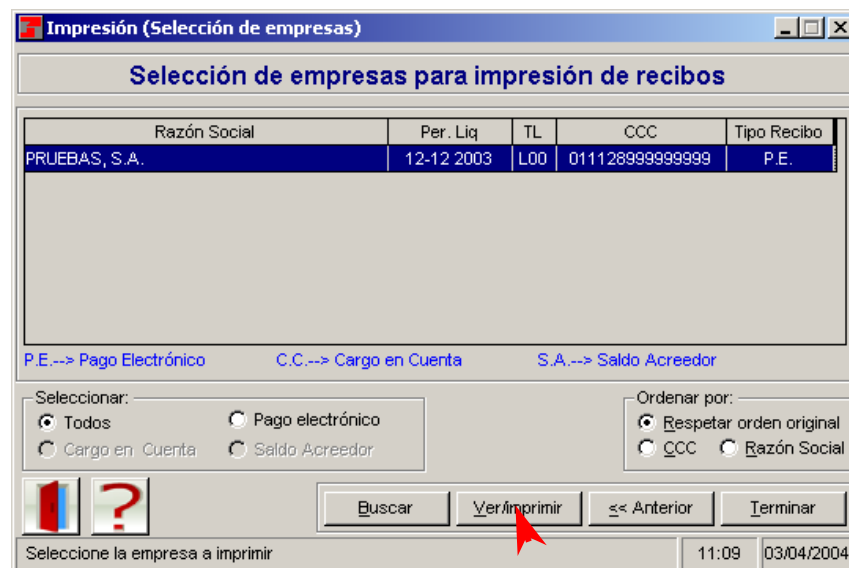 Impresión (Selección de empresas)
Selección de empresas para impresión de recibos
Razón Social Per. Liq TL CCC Tipo Recibo
PRUEBAS, S.A. 12-12 2003 L00 011128999999999 P.E.
P.E.--> Pago Electrónico C.C.--> Cargo en Cuenta S.A.--> Saldo Acreedor
Seleccionar: Ordenar por:
Todos Pago electrónico Respetar orden original
Cargo en Cuenta Saldo Acreedor CCC Razón Social
Buscar Ver/imprimir << Anterior Terminar
Seleccione la empresa a imprimir 11:09 03/04/2004